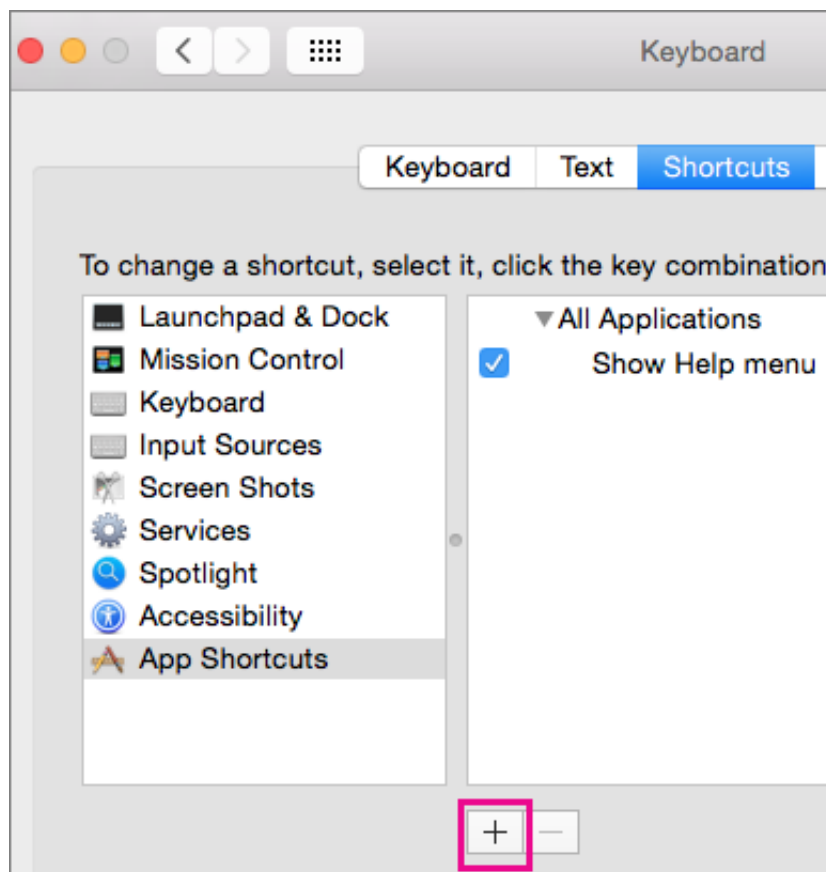 Keyboard
Keyboard Text Shortcuts
To change a shortcut, select it, click the key combination
Launchpad & Dock
Mission Control
Keyboard
Input Sources
Screen Shots
Services
Spotlight
Accessibility
App Shortcuts
All Applications
Show Help menu
+ −